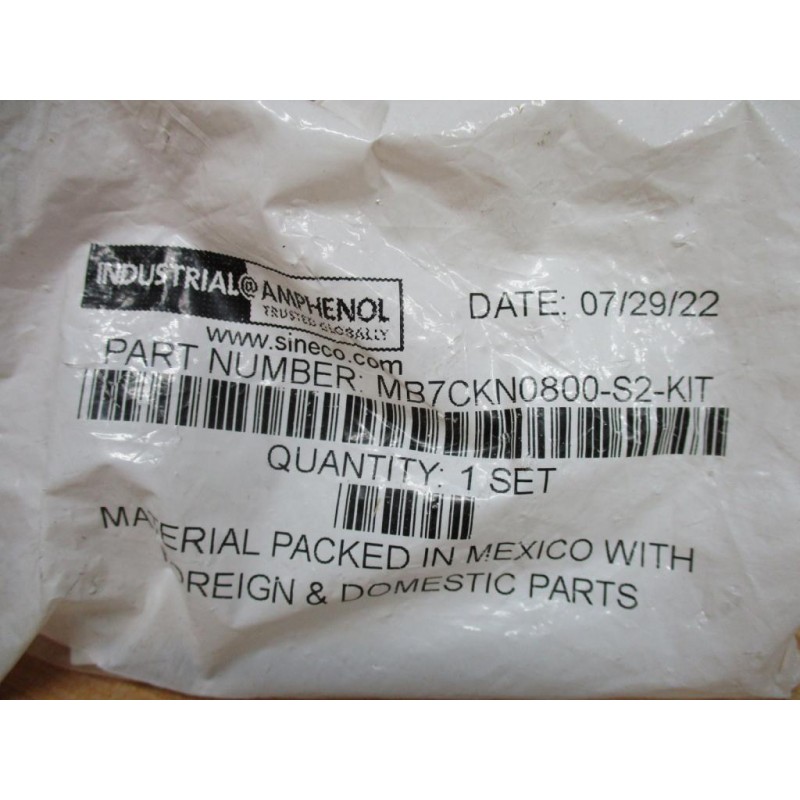 INDUSTRIAL@AMPHENOL
TRUSTED GLOBALLY
DATE: 07/29/22
www.sineco.com
PART NUMBER: MB7CKN0800-S2-KIT
QUANTITY: 1 SET
MATERIAL PACKED IN MEXICO WITH
FOREIGN & DOMESTIC PARTS